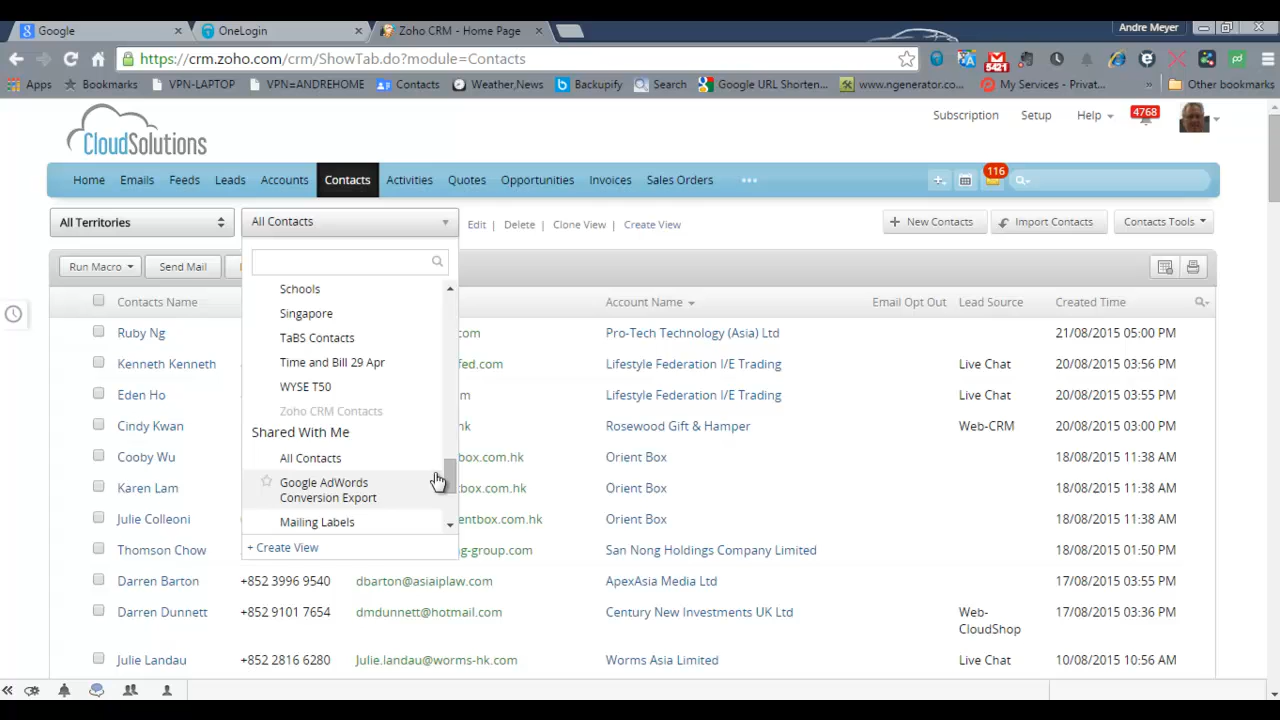 Google
OneLogin
Zoho CRM - Home Page
Andre Meyer
https://crm.zoho.com/crm/ShowTab.do?module=Contacts
5421
Apps
Bookmarks
VPN-LAPTOP
VPN=ANDREHOME
Contacts
Weather,News
Backupify
Search
Google URL Shorten...
www.ngenerator.co...
My Services - Privat...
»
Other bookmarks
CloudSolutions
Subscription
Setup
Help
4768
Home
Emails
Feeds
Leads
Accounts
Contacts
Activities
Quotes
Opportunities
Invoices
Sales Orders
116
All Territories
All Contacts
Edit | Delete | Clone View | Create View
+ New Contacts
Import Contacts
Contacts Tools
Run Macro
Send Mail
Contacts Name
Account Name
Email Opt Out
Lead Source
Created Time
Schools
Singapore
TaBS Contacts
Time and Bill 29 Apr
WYSE T50
Zoho CRM Contacts
Shared With Me
All Contacts
Google AdWords
Conversion Export
Mailing Labels
+ Create View
Ruby Ng .com Pro-Tech Technology (Asia) Ltd 21/08/2015 05:00 PM
Kenneth Kenneth fed.com Lifestyle Federation I/E Trading Live Chat 20/08/2015 03:56 PM
Eden Ho m Lifestyle Federation I/E Trading Live Chat 20/08/2015 03:56 PM
Cindy Kwan hk Rosewood Gift & Hamper Web-CRM 20/08/2015 03:00 PM
Cooby Wu box.com.hk Orient Box 18/08/2015 11:38 AM
Karen Lam box.com.hk Orient Box 18/08/2015 11:38 AM
Julie Colleoni entbox.com.hk Orient Box 18/08/2015 11:38 AM
Thomson Chow g-group.com San Nong Holdings Company Limited 18/08/2015 01:50 PM
Darren Barton +852 3996 9540 dbarton@asiaiplaw.com ApexAsia Media Ltd 17/08/2015 03:55 PM
Darren Dunnett +852 9101 7654 dmdunnett@hotmail.com Century New Investments UK Ltd Web- 17/08/2015 03:36 PM
CloudShop
Julie Landau +852 2816 6280 Julie.landau@worms-hk.com Worms Asia Limited Live Chat 10/08/2015 10:56 AM